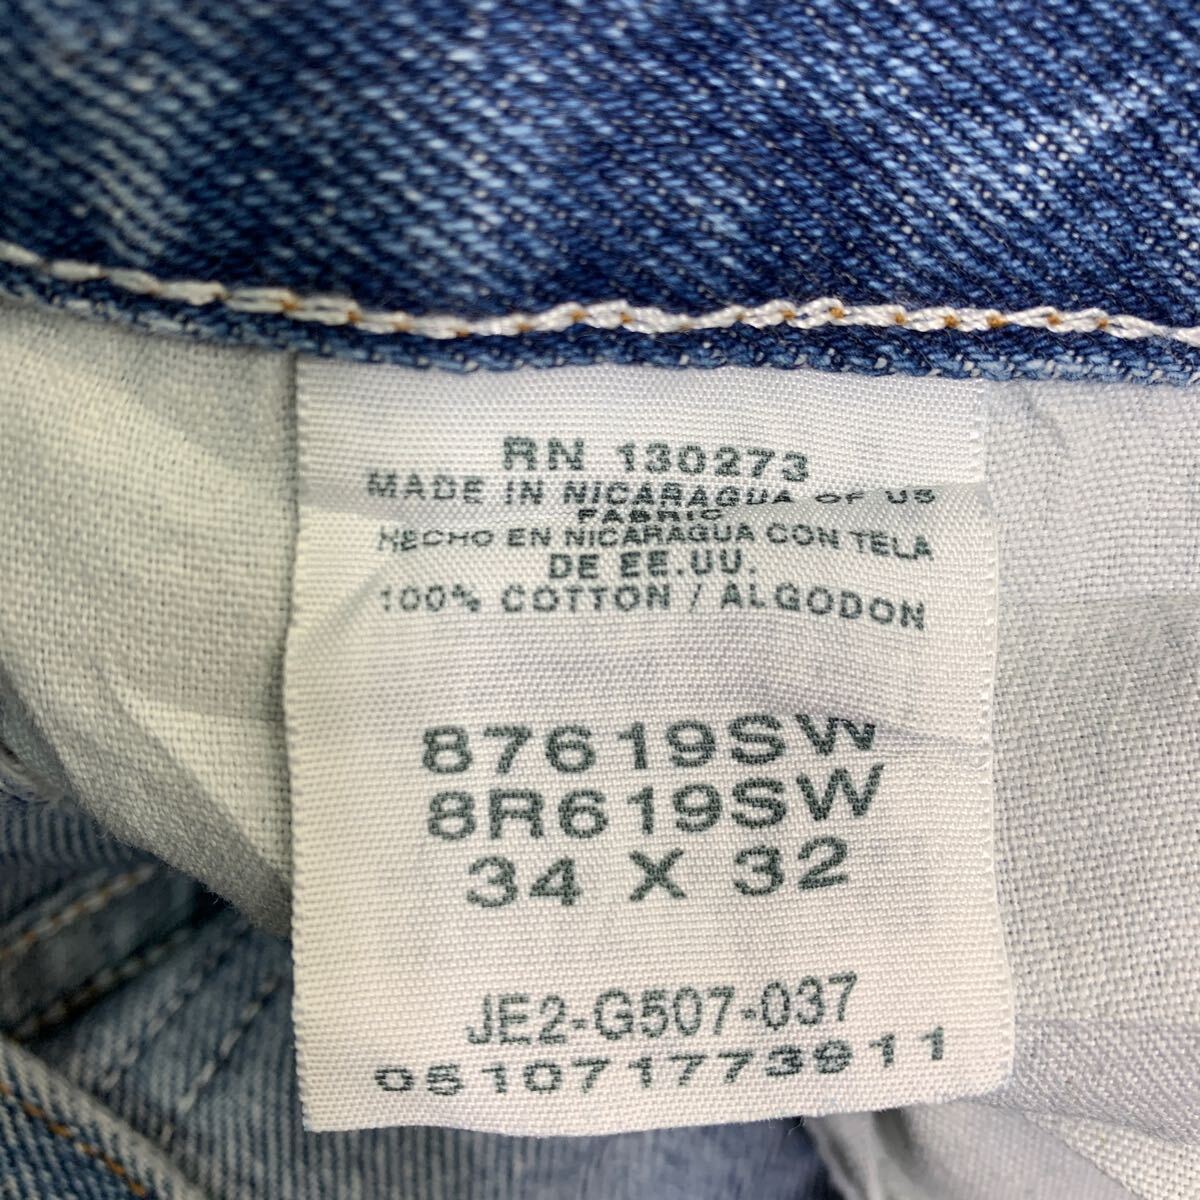 RN 130273
MADE IN NICARAGUA OF US
FABRIC
HECHO EN NICARAGUA CON TELA
DE EE.UU.
100% COTTON / ALGODON
87619SW
8R619SW
34 X 32
JE2-G507-037
051071773911